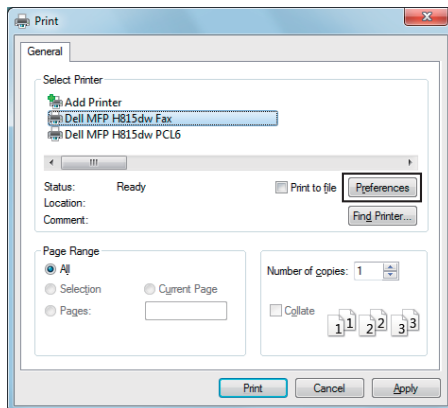 Print
General
Select Printer
Add Printer
Dell MFP H815dw Fax
Dell MFP H815dw PCL6
Status: Ready
Print to file
Preferences
Location:
Comment:
Find Printer...
Page Range
All
Selection
Current Page
Pages:
Number of copies: 1
Collate
1 1 2 2 3 3
Print
Cancel
Apply